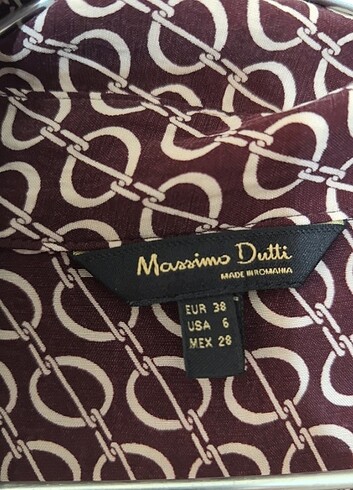 Massimo Dutti
MADE IN ROMANIA
EUR 38
USA 6
MEX 28